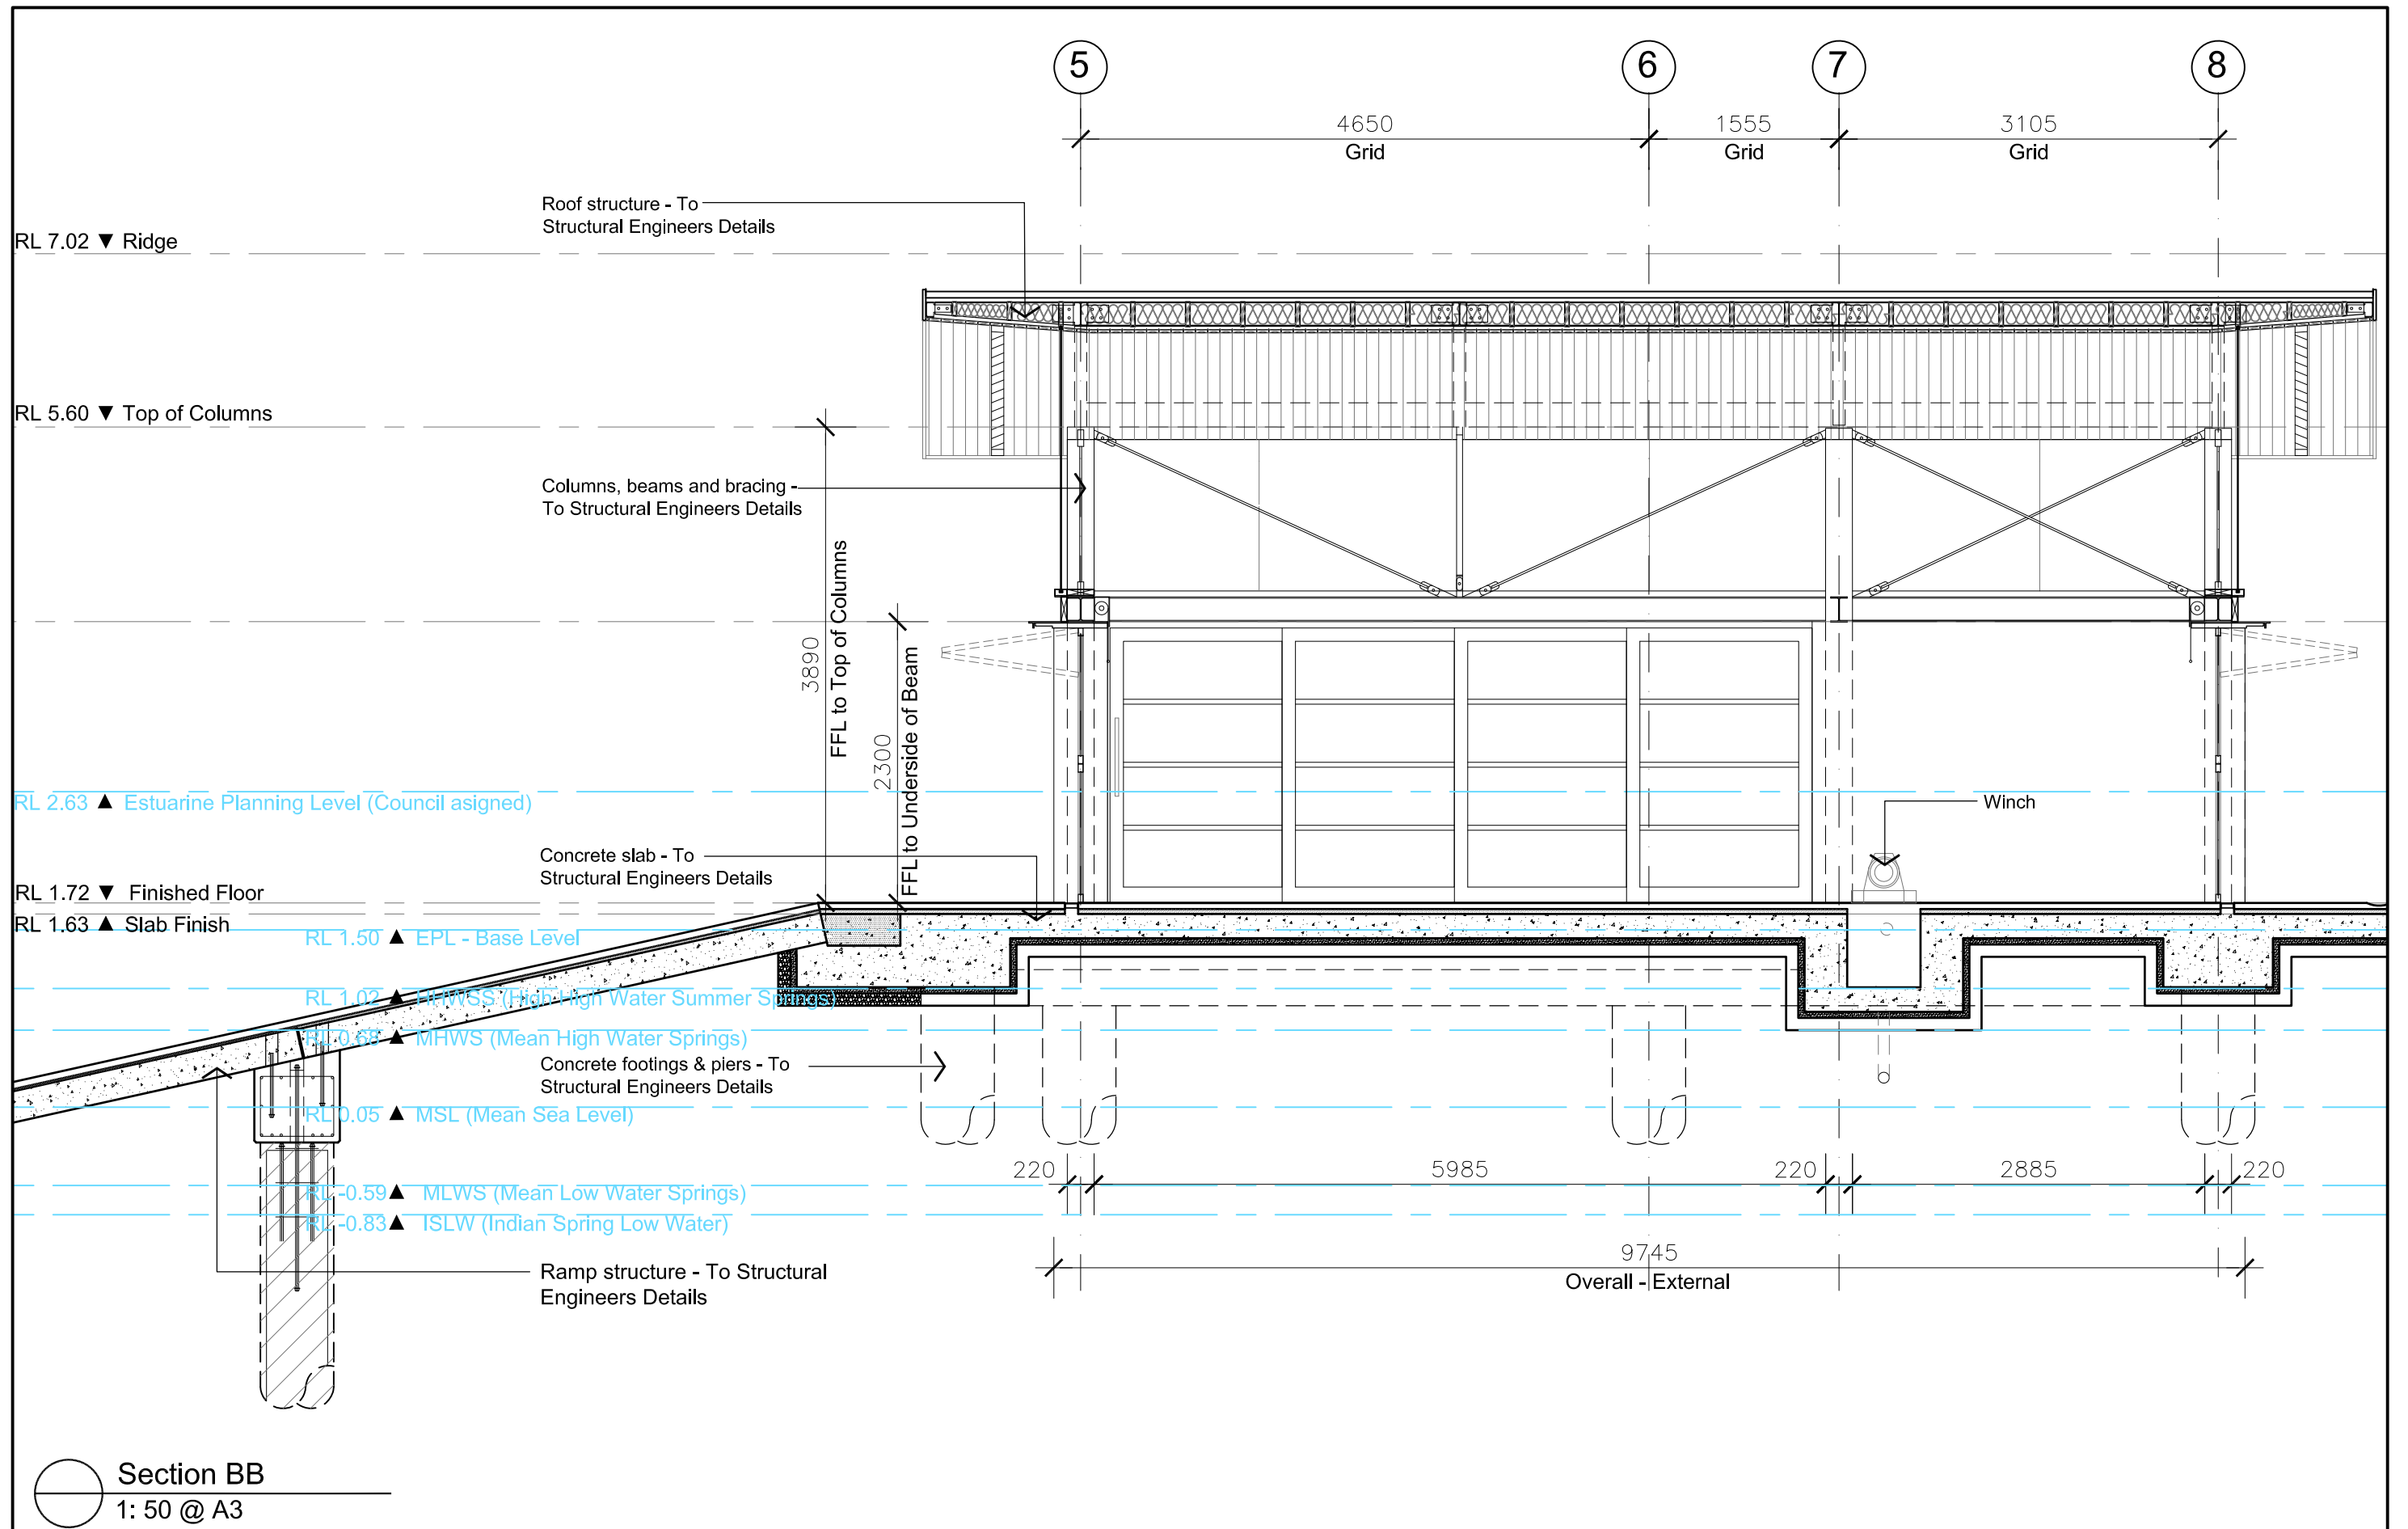 5
6
7
8
4650
1555
3105
Grid
Grid
Grid
Roof structure - To
Structural Engineers Details
RL 7.02 ▼ Ridge
RL 5.60 ▼ Top of Columns
Columns, beams and bracing -
To Structural Engineers Details
3890
FFL to Top of Columns
2300
FFL to Underside of Beam
RL 2.63 ▲ Estuarine Planning Level (Council asigned)
Winch
Concrete slab - To
Structural Engineers Details
RL 1.72 ▼ Finished Floor
RL 1.63 ▲ Slab Finish
RL 1.50 ▲ EPL - Base Level
RL 1.02 ▲ HHWSS (High High Water Summer Springs)
RL 0.68 ▲ MHWS (Mean High Water Springs)
Concrete footings & piers - To
Structural Engineers Details
RL 0.05 ▲ MSL (Mean Sea Level)
220
5985
220
2885
220
RL -0.59 ▲ MLWS (Mean Low Water Springs)
RL -0.83 ▲ ISLW (Indian Spring Low Water)
9745
Overall - External
Ramp structure - To Structural
Engineers Details
Section BB
1: 50 @ A3